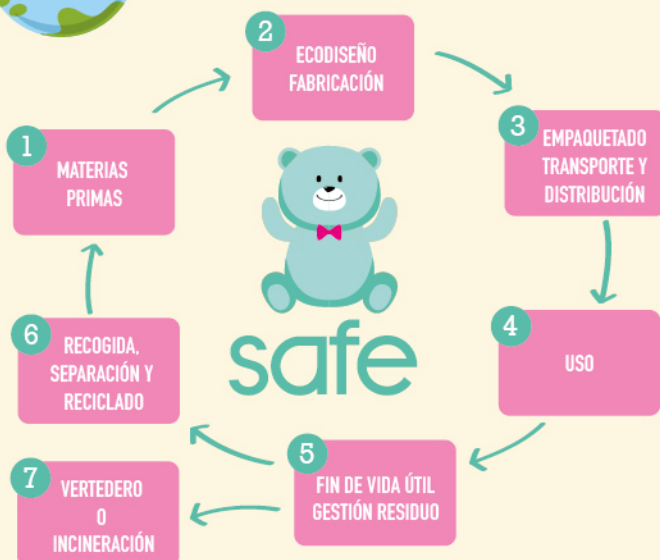 1
MATERIAS
PRIMAS
2
ECODISEÑO
FABRICACIÓN
3
EMPAQUETADO
TRANSPORTE Y
DISTRIBUCIÓN
4
USO
5
FIN DE VIDA ÚTIL
GESTIÓN RESIDUO
6
RECOGIDA,
SEPARACIÓN Y
RECICLADO
7
VERTEDERO
O
INCINERACIÓN
safe